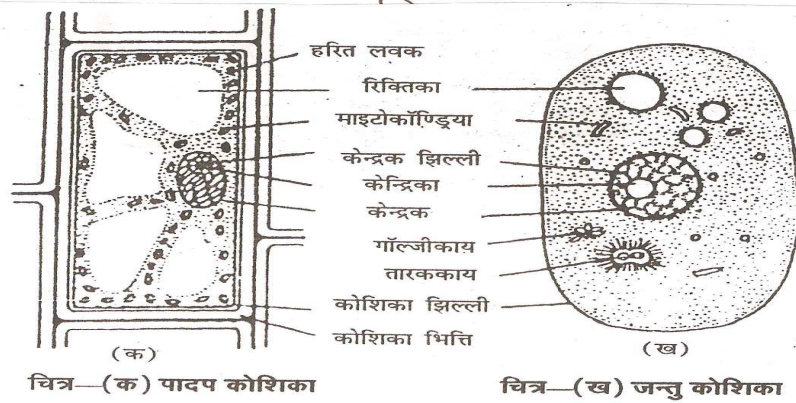 हरित लवक
रिक्तिका
माइटोकॉण्ड्रिया
केन्द्रक झिल्ली
केन्द्रिका
केन्द्रक
गॉल्जीकाय
तारककाय
कोशिका झिल्ली
कोशिका भित्ति
(क)
(ख)
चित्र—(क) पादप कोशिका
चित्र—(ख) जन्तु कोशिका